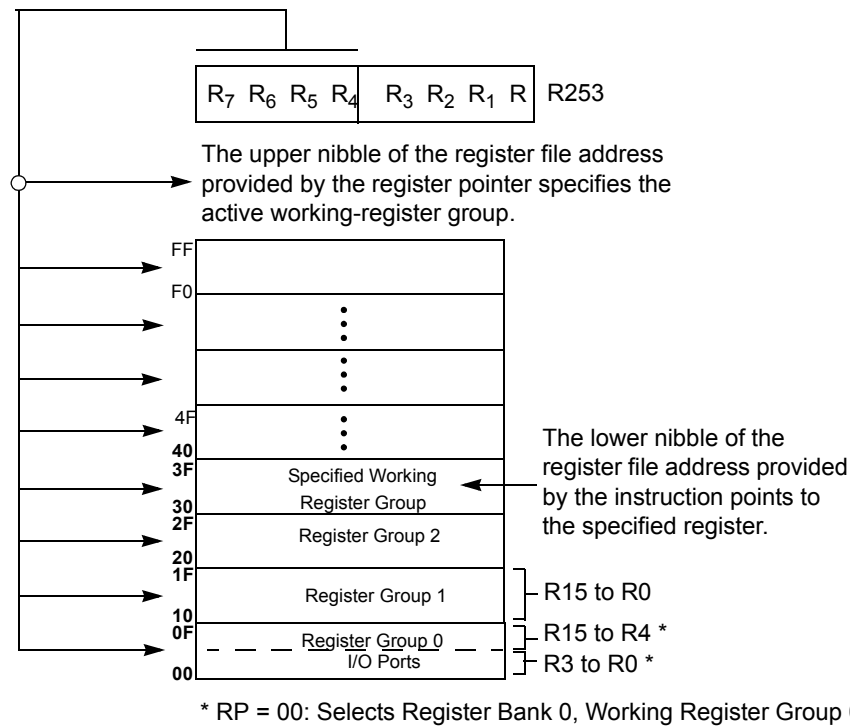 R7 R6 R5 R4 R3 R2 R1 R R253
The upper nibble of the register file address
provided by the register pointer specifies the
active working-register group.
FF
F0
4F
40
3F
Specified Working
Register Group
30
The lower nibble of the
register file address provided
by the instruction points to
the specified register.
2F
Register Group 2
20
1F
Register Group 1
R15 to R0
10
0F
Register Group 0
R15 to R4 *
I/O Ports
R3 to R0 *
00
* RP = 00: Selects Register Bank 0, Working Register Group